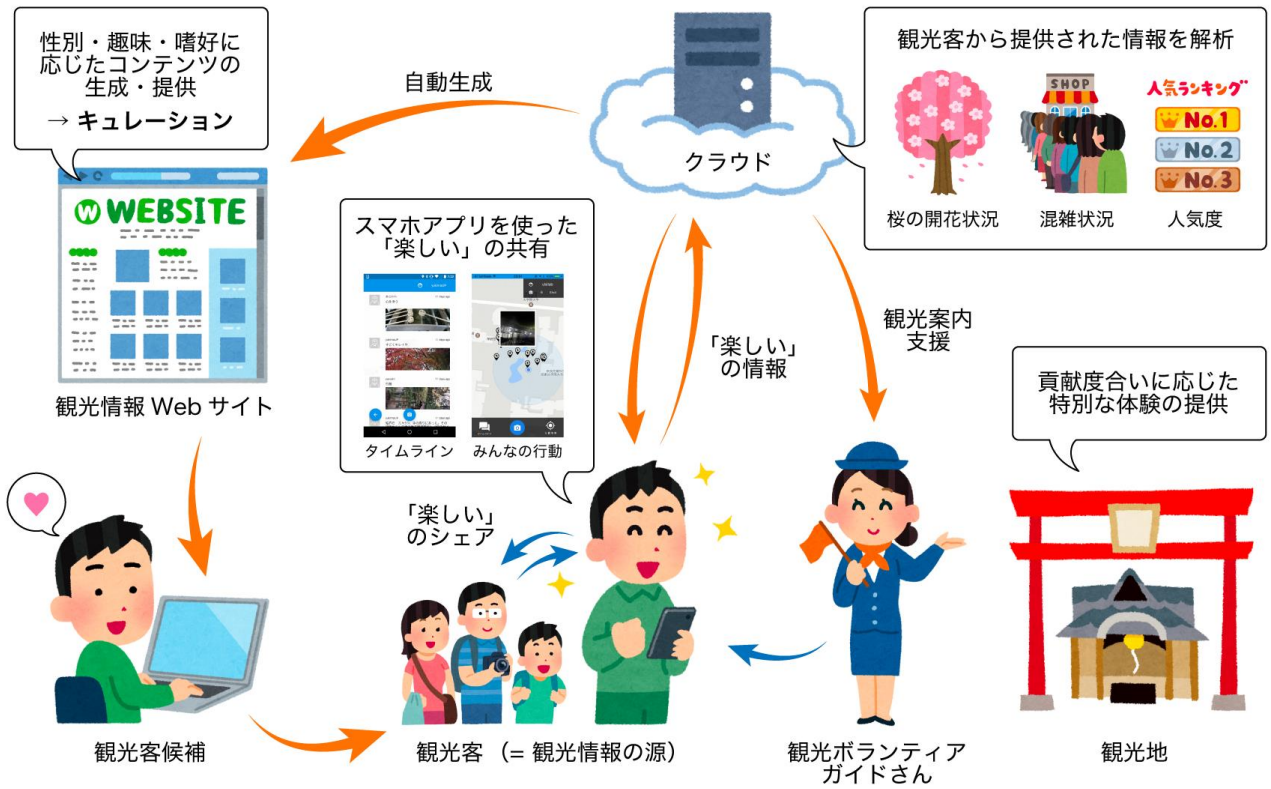 性別・趣味・嗜好に
応じたコンテンツの
生成・提供
→ キュレーション
自動生成
クラウド
観光客から提供された情報を解析
SHOP
人気ランキング
No.1
No.2
No.3
桜の開花状況
混雑状況
人気度
W WEBSITE
観光情報 Web サイト
スマホアプリを使った
「楽しい」の共有
タイムライン
みんなの行動
「楽しい」
の情報
観光案内
支援
貢献度合いに応じた
特別な体験の提供
「楽しい」
のシェア
観光客候補
観光客（= 観光情報の源）
観光ボランティア
ガイドさん
観光地